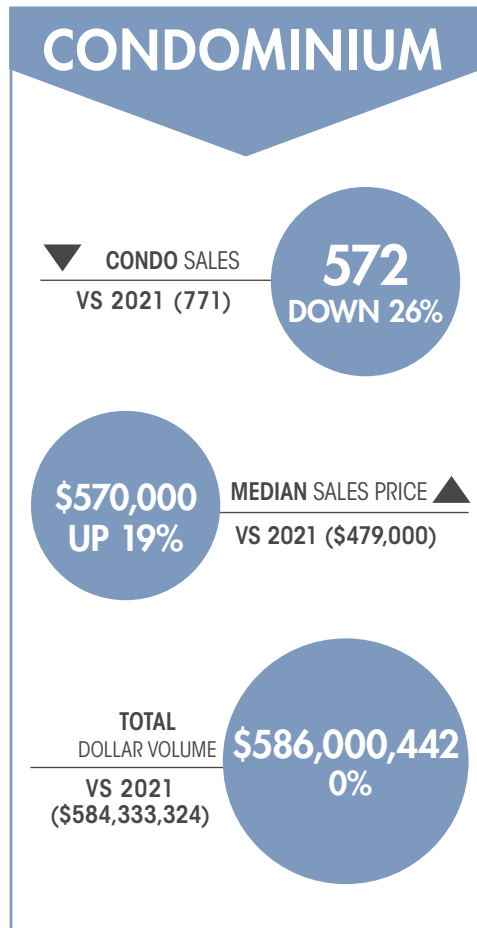 CONDOMINIUM
CONDO SALES
VS 2021 (771)
572
DOWN 26%
$570,000
UP 19%
MEDIAN SALES PRICE
VS 2021 ($479,000)
TOTAL
DOLLAR VOLUME
VS 2021
($584,333,324)
$586,000,442
0%